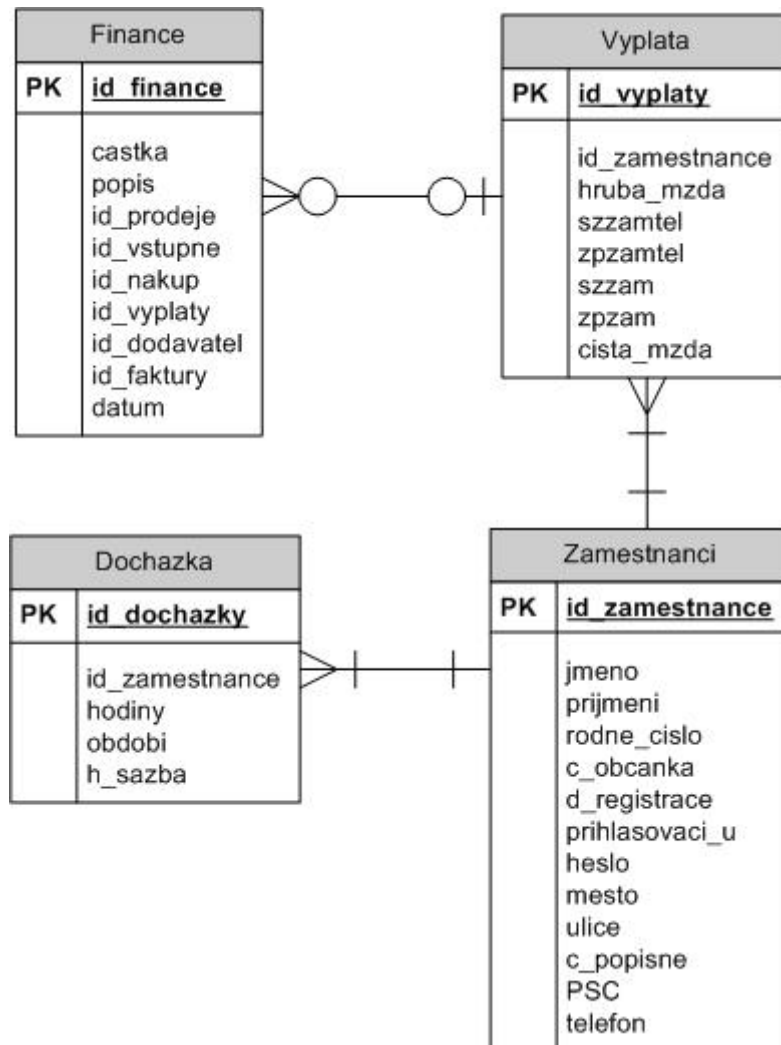 Finance
PK id_finance
castka
popis
id_prodeje
id_vstupne
id_nakup
id_vyplaty
id_dodavatel
id_faktury
datum
Vyplata
PK id_vyplaty
id_zamestnance
hruba_mzda
szzamtel
zpzamtel
szzam
zpzam
cista_mzda
Dochazka
PK id_dochazky
id_zamestnance
hodiny
obdobi
h_sazba
Zamestnanci
PK id_zamestnance
jmeno
prijmeni
rodne_cislo
c_obcanka
d_registrace
prihlasovaci_u
heslo
mesto
ulice
c_popisne
PSC
telefon